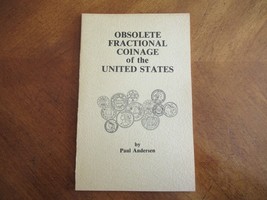 OBSOLETE
FRACTIONAL
COINAGE
of the
UNITED STATES
by
Paul Andersen